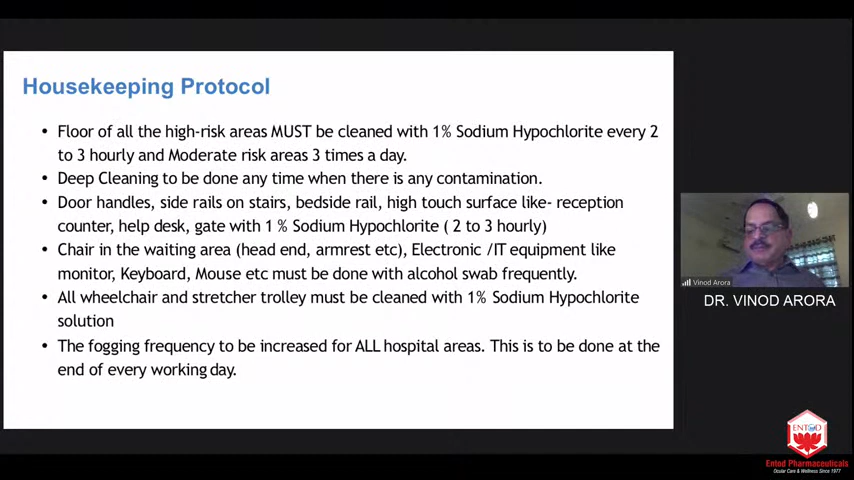 Housekeeping Protocol
• Floor of all the high-risk areas MUST be cleaned with 1% Sodium Hypochlorite every 2
to 3 hourly and Moderate risk areas 3 times a day.
• Deep Cleaning to be done any time when there is any contamination.
• Door handles, side rails on stairs, bedside rail, high touch surface like- reception
counter, help desk, gate with 1 % Sodium Hypochlorite ( 2 to 3 hourly)
• Chair in the waiting area (head end, armrest etc), Electronic /IT equipment like
monitor, Keyboard, Mouse etc must be done with alcohol swab frequently.
• All wheelchair and stretcher trolley must be cleaned with 1% Sodium Hypochlorite
solution
• The fogging frequency to be increased for ALL hospital areas. This is to be done at the
end of every working day.
Vinod Arora
DR. VINOD ARORA
ENTOD
Entod Pharmaceuticals
Ocular Care & Wellness Since 1977